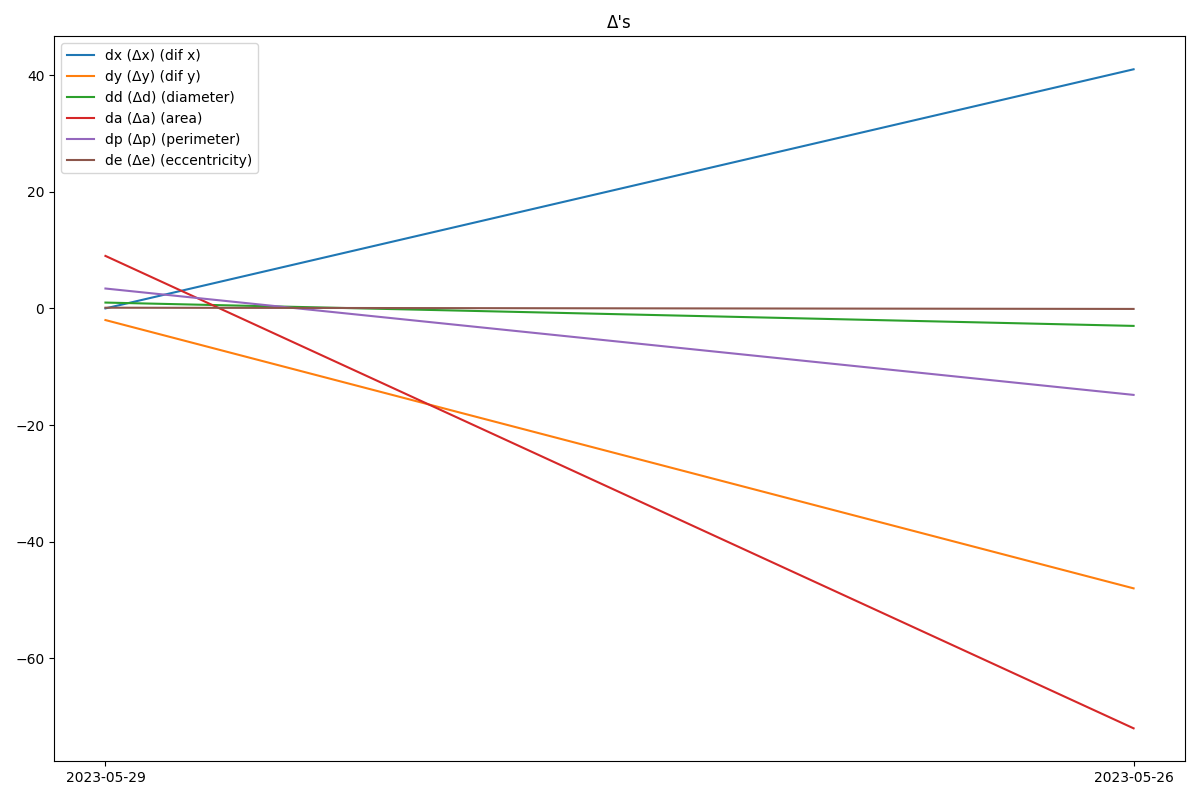 Δ's
dx (Δx) (dif x)
dy (Δy) (dif y)
dd (Δd) (diameter)
da (Δa) (area)
dp (Δp) (perimeter)
de (Δe) (eccentricity)
40
20
0
−20
−40
−60
2023-05-29 2023-05-26